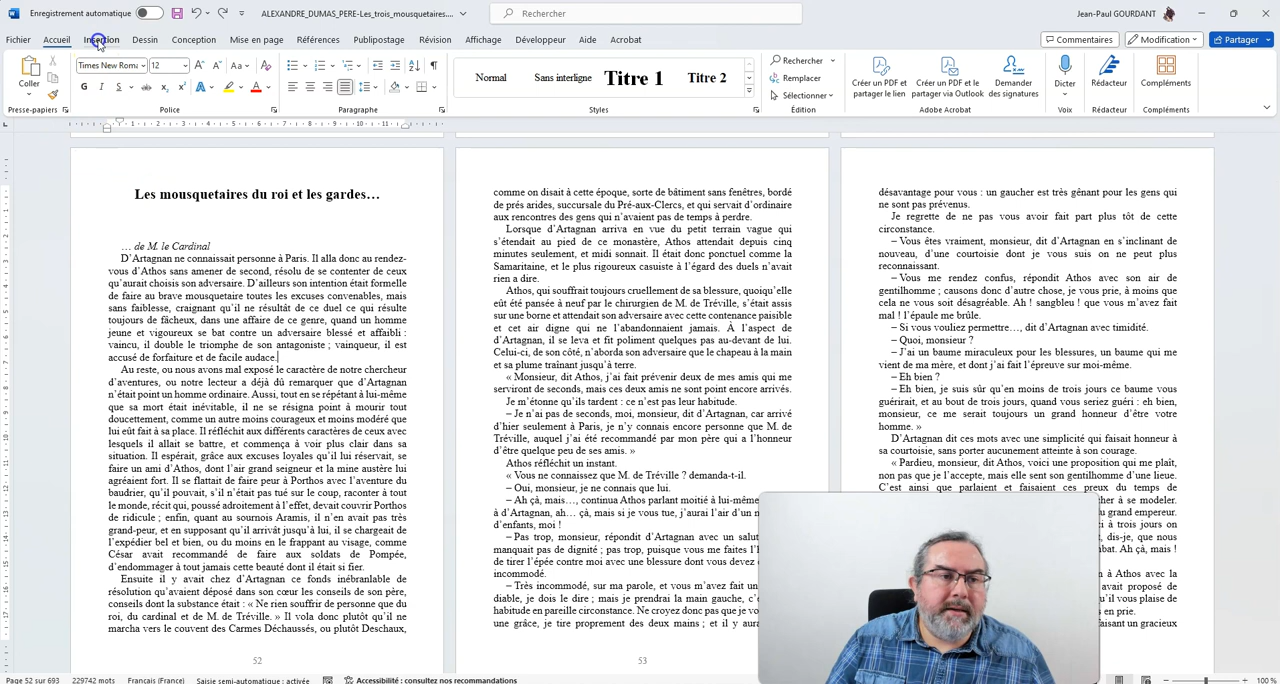 Enregistrement automatique
ALEXANDRE_DUMAS_PERE-Les_trois_mousquetaires....
Rechercher
Jean-Paul GOURDANT
Fichier Accueil Insertion Dessin Conception Mise en page Références Publipostage Révision Affichage Développeur Aide Acrobat
Commentaires Modification Partager
Coller
Presse-papiers
Times New Roma 12
Police
Paragraphe
Normal Sans interligne Titre 1 Titre 2
Styles
Rechercher
Remplacer
Sélectionner
Édition
Créer un PDF et partager le lien
Créer un PDF et partager via Outlook
Demander des signatures
Adobe Acrobat
Dicter
Voix
Rédacteur
Rédacteur
Compléments
Compléments
Les mousquetaires du roi et les gardes…
… de M. le Cardinal
D’Artagnan ne connaissait personne à Paris. Il alla donc au rendez-
vous d’Athos sans amener de second, résolu de se contenter de ceux
qu’aurait choisis son adversaire. D’ailleurs son intention était formelle
de faire au brave mousquetaire toutes les excuses convenables, mais
sans faiblesse, craignant qu’il ne résultât de ce duel ce qui résulte
toujours de fâcheux, dans une affaire de ce genre, quand un homme
jeune et vigoureux se bat contre un adversaire blessé et affaibli :
vaincu, il double le triomphe de son antagoniste ; vainqueur, il est
accusé de forfaiture et de facile audace.
Au reste, ou nous avons mal exposé le caractère de notre chercheur
d’aventures, ou notre lecteur a déjà dû remarquer que d’Artagnan
n’était point un homme ordinaire. Aussi, tout en se répétant à lui-même
que sa mort était inévitable, il ne se résigna point à mourir tout
doucettement, comme un autre moins courageux et moins modéré que
lui eût fait à sa place. Il réfléchit aux différents caractères de ceux avec
lesquels il allait se battre, et commença à voir plus clair dans sa
situation. Il espérait, grâce aux excuses loyales qu’il lui réservait, se
faire un ami d’Athos, dont l’air grand seigneur et la mine austère lui
agréaient fort. Il se flattait de faire peur à Porthos avec l’aventure du
baudrier, qu’il pouvait, s’il n’était pas tué sur le coup, raconter à tout
le monde, récit qui, poussé adroitement à l’effet, devait couvrir Porthos
de ridicule ; enfin, quant au sournois Aramis, il n’en avait pas très
grand-peur, et en supposant qu’il arrivât jusqu’à lui, il se chargeait de
l’expédier bel et bien, ou du moins en le frappant au visage, comme
César avait recommandé de faire aux soldats de Pompée,
d’endommager à tout jamais cette beauté dont il était si fier.
Ensuite il y avait chez d’Artagnan ce fonds inébranlable de
résolution qu’avaient déposé dans son cœur les conseils de son père,
conseils dont la substance était : « Ne rien souffrir de personne que du
roi, du cardinal et de M. de Tréville. » Il vola donc plutôt qu’il ne
marcha vers le couvent des Carmes Déchaussés, ou plutôt Deschaux,
52
comme on disait à cette époque, sorte de bâtiment sans fenêtres, bordé
de prés arides, succursale du Pré-aux-Clercs, et qui servait d’ordinaire
aux rencontres des gens qui n’avaient pas de temps à perdre.
Lorsque d’Artagnan arriva en vue du petit terrain vague qui
s’étendait au pied de ce monastère, Athos attendait depuis cinq
minutes seulement, et midi sonnait. Il était donc ponctuel comme la
Samaritaine, et le plus rigoureux casuiste à l’égard des duels n’avait
rien a dire.
Athos, qui souffrait toujours cruellement de sa blessure, quoiqu’elle
eût été pansée à neuf par le chirurgien de M. de Tréville, s’était assis
sur une borne et attendait son adversaire avec cette contenance paisible
et cet air digne qui ne l’abandonnaient jamais. À l’aspect de
d’Artagnan, il se leva et fit poliment quelques pas au-devant de lui.
Celui-ci, de son côté, n’aborda son adversaire que le chapeau à la main
et sa plume traînant jusqu’à terre.
« Monsieur, dit Athos, j’ai fait prévenir deux de mes amis qui me
serviront de seconds, mais ces deux amis ne sont point encore arrivés.
Je m’étonne qu’ils tardent : ce n’est pas leur habitude.
– Je n’ai pas de seconds, moi, monsieur, dit d’Artagnan, car arrivé
d’hier seulement à Paris, je n’y connais encore personne que M. de
Tréville, auquel j’ai été recommandé par mon père qui a l’honneur
d’être quelque peu de ses amis. »
Athos réfléchit un instant.
« Vous ne connaissez que M. de Tréville ? demanda-t-il.
– Oui, monsieur, je ne connais que lui.
– Ah çà, mais…, continua Athos parlant moitié à lui-même,
à d’Artagnan, ah… çà, mais si je vous tue, j’aurai l’air d’un
d’enfants, moi !
– Pas trop, monsieur, répondit d’Artagnan avec un salut
manquait pas de dignité ; pas trop, puisque vous me faites
de tirer l’épée contre moi avec une blessure dont vous devez
incommodé.
– Très incommodé, sur ma parole, et vous m’avez fait un
diable, je dois le dire ; mais je prendrai la main gauche, c’
habitude en pareille circonstance. Ne croyez donc pas que je
une grâce, je tire proprement des deux mains ; et il y aura
53
désavantage pour vous : un gaucher est très gênant pour les gens qui
ne sont pas prévenus.
Je regrette de ne pas vous avoir fait part plus tôt de cette
circonstance.
– Vous êtes vraiment, monsieur, dit d’Artagnan en s’inclinant de
nouveau, d’une courtoisie dont je vous suis on ne peut plus
reconnaissant.
– Vous me rendez confus, répondit Athos avec son air de
gentilhomme ; causons donc d’autre chose, je vous prie, à moins que
cela ne vous soit désagréable. Ah ! sangbleu ! que vous m’avez fait
mal ! l’épaule me brûle.
– Si vous vouliez permettre…, dit d’Artagnan avec timidité.
– Quoi, monsieur ?
– J’ai un baume miraculeux pour les blessures, un baume qui me
vient de ma mère, et dont j’ai fait l’épreuve sur moi-même.
– Eh bien ?
– Eh bien, je suis sûr qu’en moins de trois jours ce baume vous
guérirait, et au bout de trois jours, quand vous seriez guéri : eh bien,
monsieur, ce me serait toujours un grand honneur d’être votre
homme. »
D’Artagnan dit ces mots avec une simplicité qui faisait honneur à
sa courtoisie, sans porter aucunement atteinte à son courage.
« Pardieu, monsieur, dit Athos, voici une proposition qui me plaît,
non pas que je l’accepte, mais elle sent son gentilhomme d’une lieue.
C’est ainsi que parlaient et faisaient ces preux du temps de
cher à se modeler.
du grand empereur.
à trois jours on
dis-je, que nous
bat. Ah çà, mais !
à Athos avec la
avait proposé de
qu’il vous plaise de
en prie.
faisant un gracieux
Page 52 sur 693 229742 mots Français (France) Saisie semi-automatique : activée Accessibilité : consultez nos recommandations 100 %